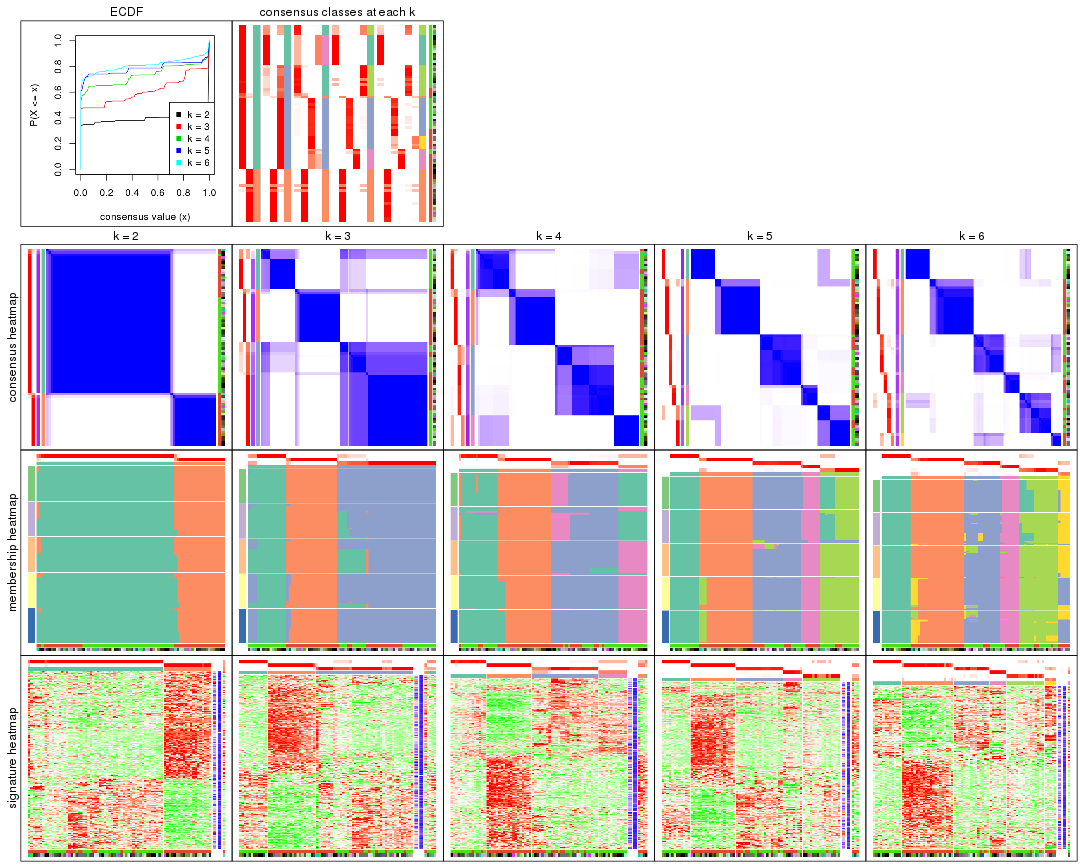 ECDF
consensus classes at each k
P(X <= x)
0.0
0.2
0.4
0.6
0.8
1.0
k = 2
k = 3
k = 4
k = 5
k = 6
0.0 0.2 0.4 0.6 0.8 1.0
consensus value (x)
k = 2
k = 3
k = 4
k = 5
k = 6
consensus heatmap
membership heatmap
signature heatmap